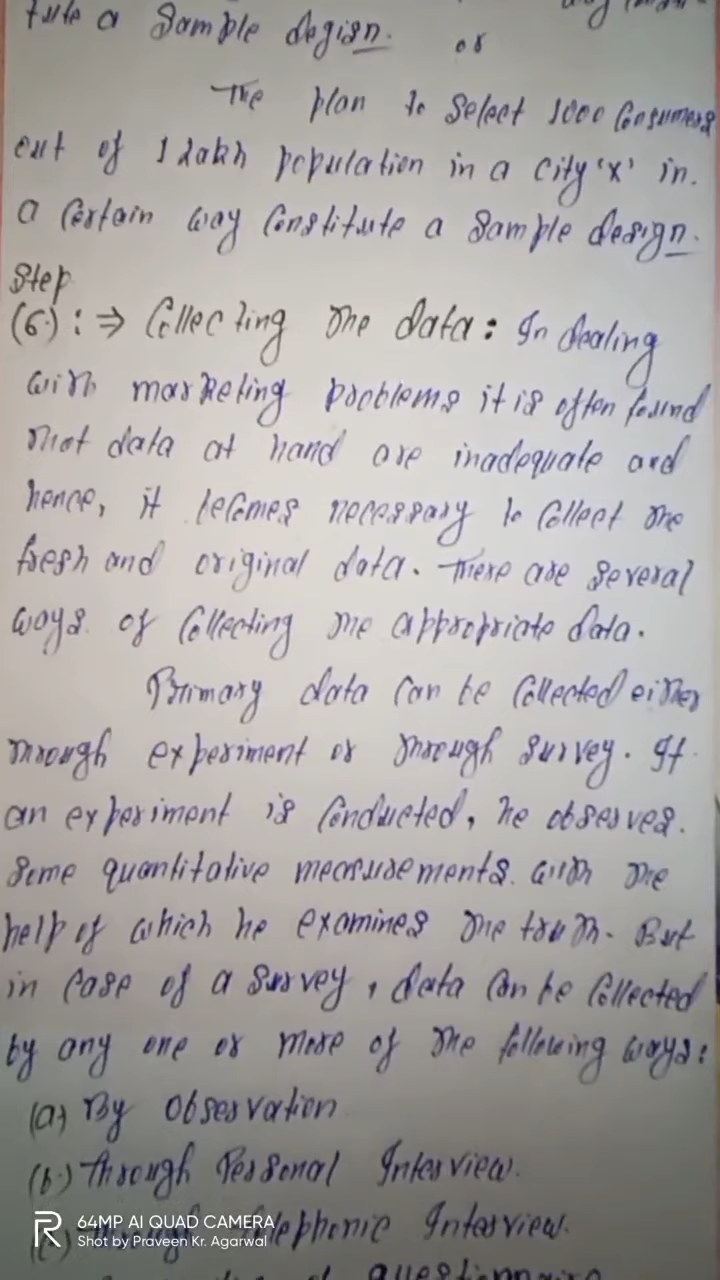 tute a Sample degign.
or
The plan to Select 1000 Consumers
out of 1 lakh population in a City 'X' in.
a Certain way Constitute a Sample design.
Step
(6.) : ⇒ Collecting the data : In dealing
with marketing problems it is often found
that data at hand are inadequate and
hence, it becomes necessary to Collect the
fresh and original data. There are Several
ways. of Collecting the appropriate data.
Primary data Can be Collected either
through experiment or through Survey. If
an experiment is Conducted, he observes.
Some quantitative measurements. with the
help of which he examines the truth. But
in Case of a Survey, data Can be Collected
by any one or more of the following ways:
(a) By Observation
(b.) Through Personal Interview.
(c) Through Telephonic Interview.
questionnaire
64MP AI QUAD CAMERA
Shot by Praveen Kr. Agarwal